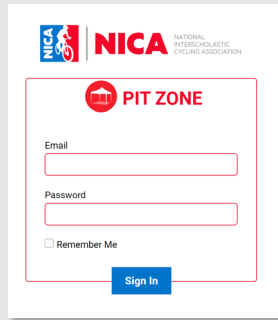 NICA
NICA
NATIONAL
INTERSCHOLASTIC
CYCLING ASSOCIATION
PIT ZONE
Email
Password
Remember Me
Sign In